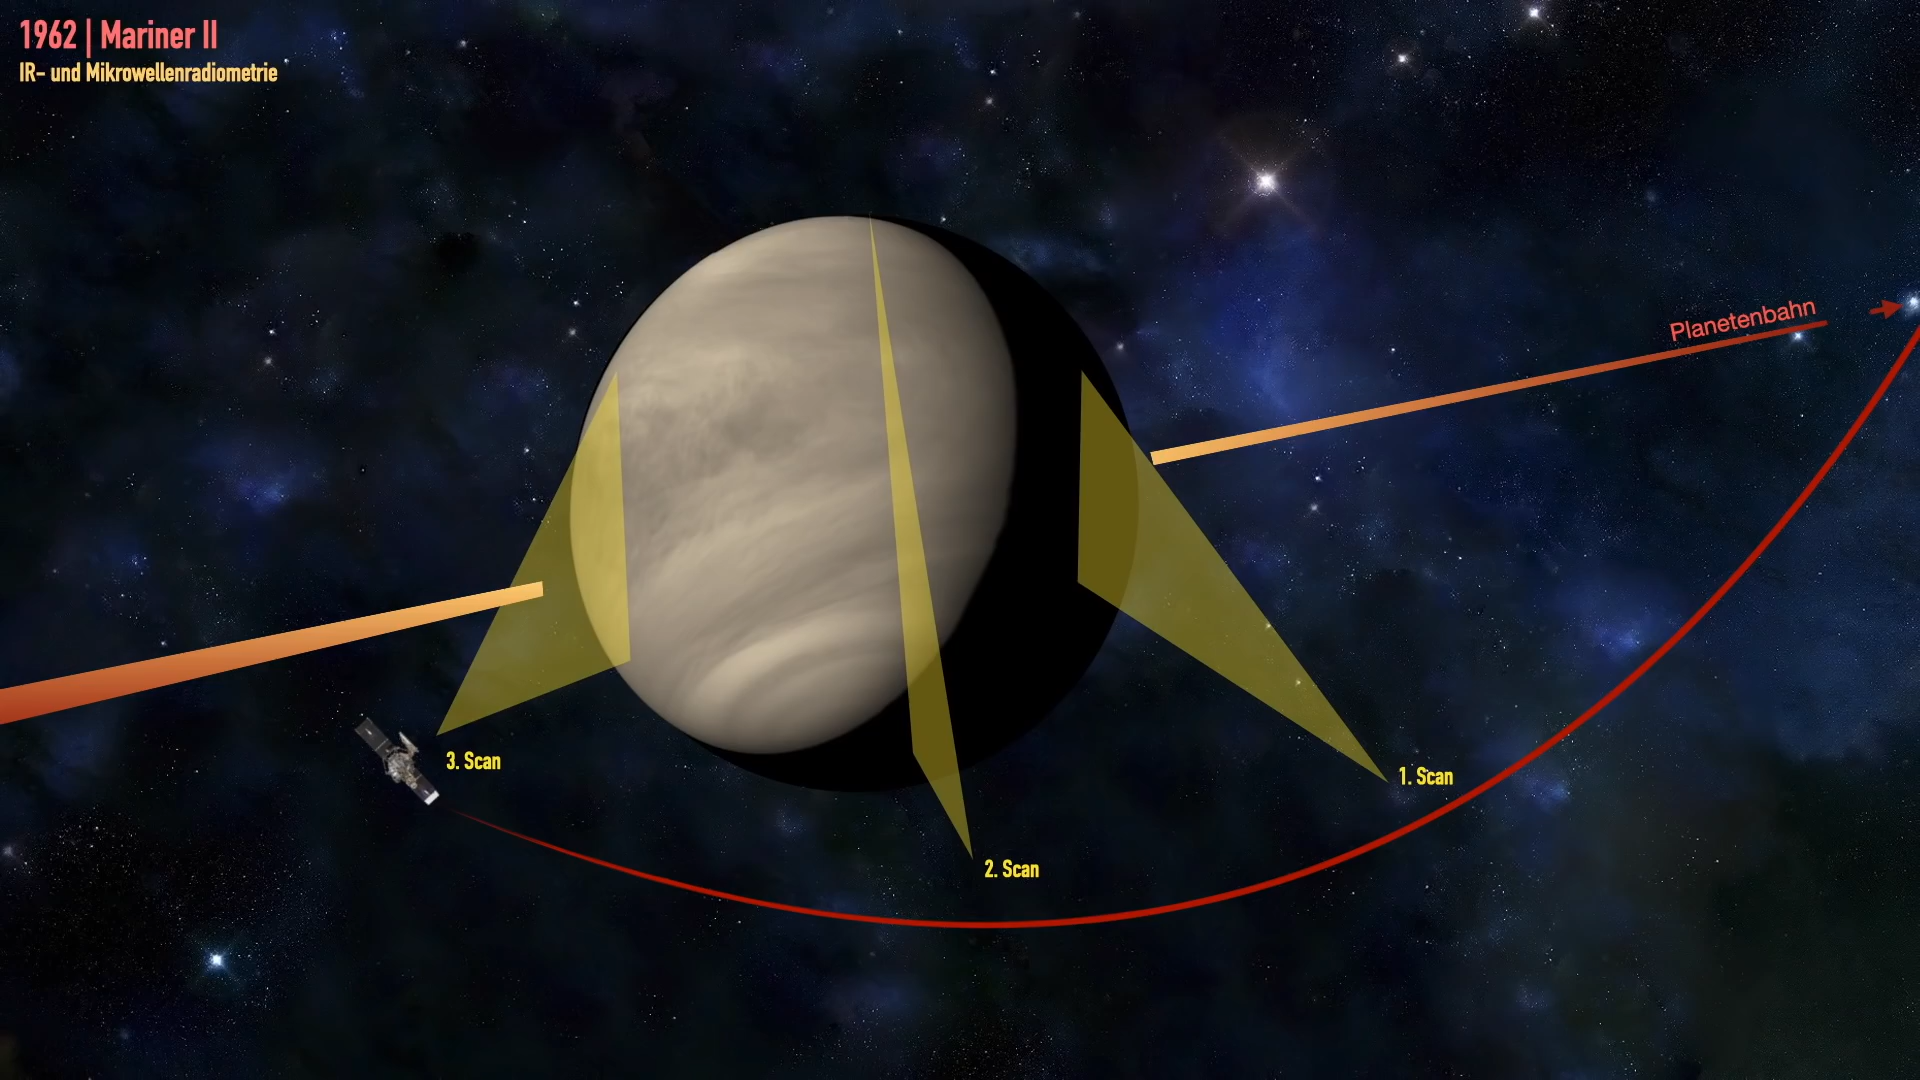 1962 | Mariner II
IR- und Mikrowellenradiometrie
Planetenbahn
3. Scan
1. Scan
2. Scan